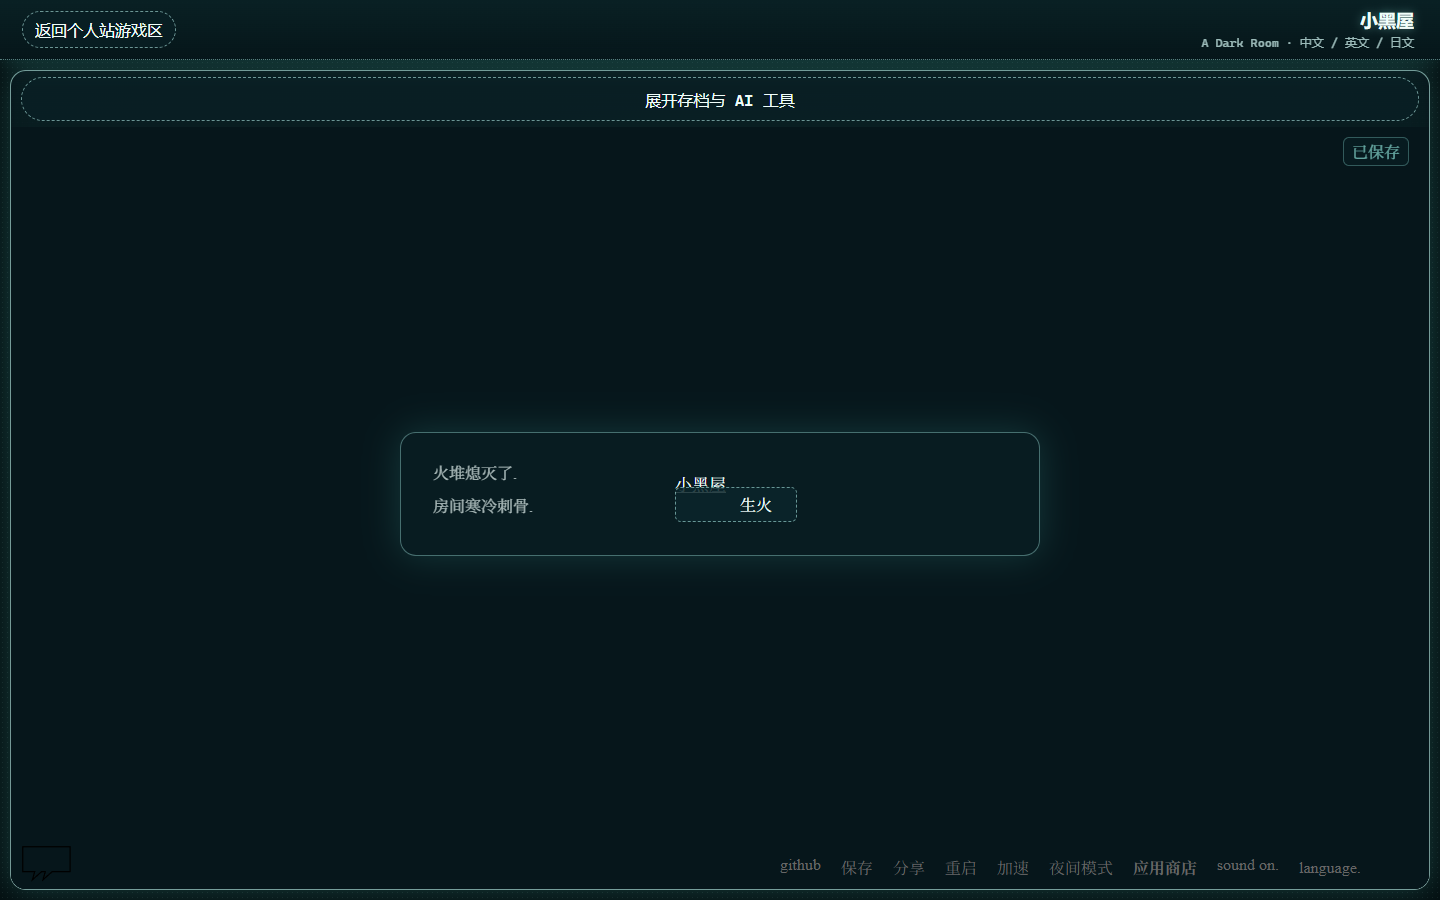 返回个人站游戏区
小黑屋
A Dark Room · 中文 / 英文 / 日文
展开存档与 AI 工具
已保存
火堆熄灭了.
房间寒冷刺骨.
小黑屋
生火
github 保存 分享 重启 加速 夜间模式 应用商店 sound on. language.